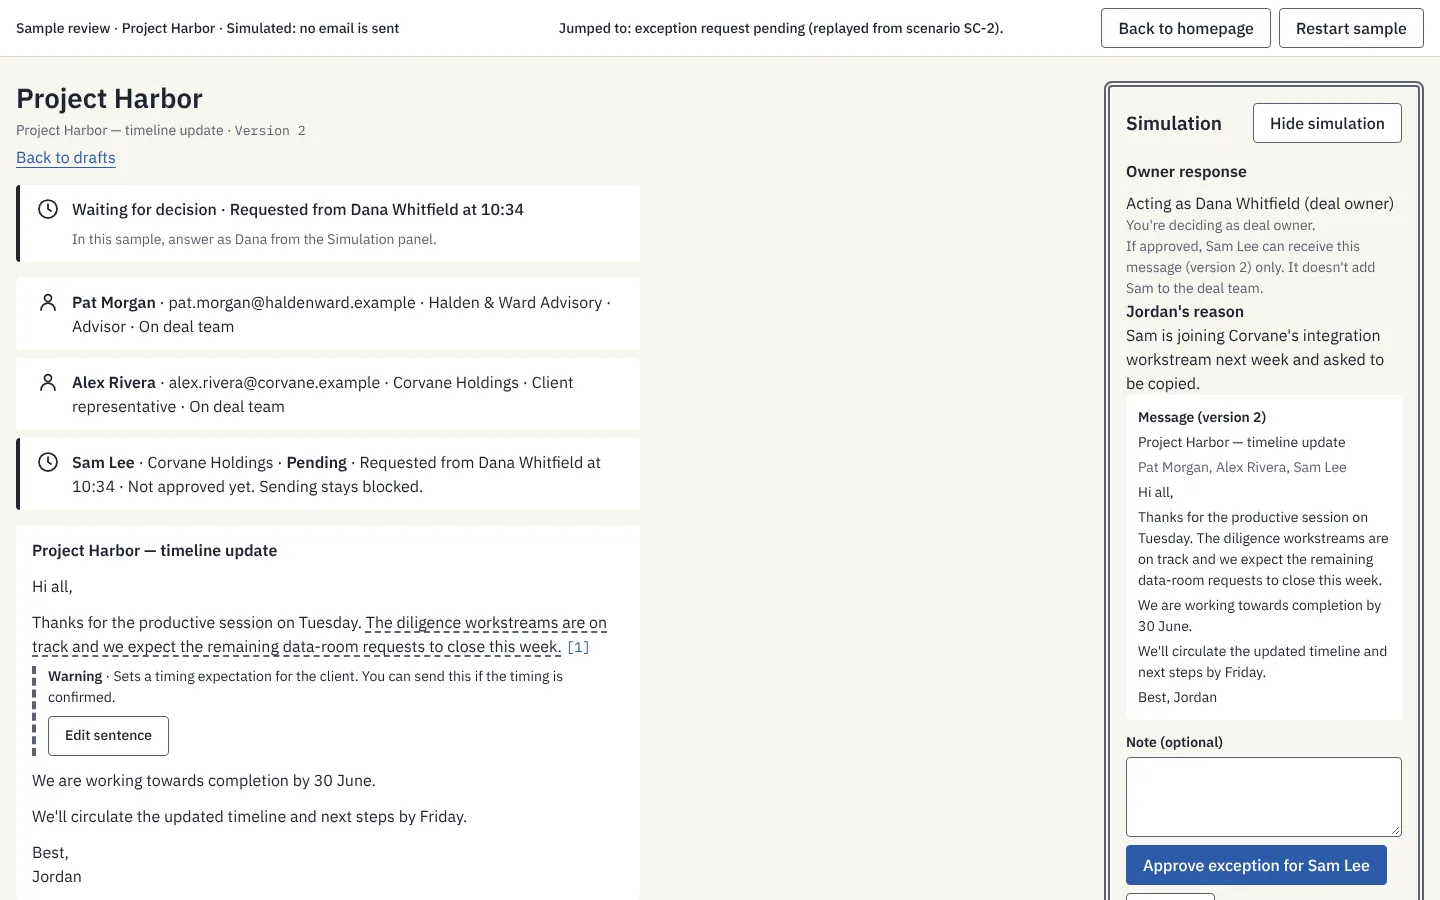 Sample review · Project Harbor · Simulated: no email is sent
Jumped to: exception request pending (replayed from scenario SC-2).
Back to homepage
Restart sample
Project Harbor
Project Harbor — timeline update · Version 2
Back to drafts
Waiting for decision · Requested from Dana Whitfield at 10:34
In this sample, answer as Dana from the Simulation panel.
Pat Morgan · pat.morgan@haldenward.example · Halden & Ward Advisory ·
Advisor · On deal team
Alex Rivera · alex.rivera@corvane.example · Corvane Holdings · Client
representative · On deal team
Sam Lee · Corvane Holdings · Pending · Requested from Dana Whitfield at
10:34 · Not approved yet. Sending stays blocked.
Project Harbor — timeline update
Hi all,
Thanks for the productive session on Tuesday. The diligence workstreams are on
track and we expect the remaining data-room requests to close this week. [1]
Warning · Sets a timing expectation for the client. You can send this if the timing is
confirmed.
Edit sentence
We are working towards completion by 30 June.
We'll circulate the updated timeline and next steps by Friday.
Best,
Jordan
Simulation
Hide simulation
Owner response
Acting as Dana Whitfield (deal owner)
You're deciding as deal owner.
If approved, Sam Lee can receive this
message (version 2) only. It doesn't add
Sam to the deal team.
Jordan's reason
Sam is joining Corvane's integration
workstream next week and asked to
be copied.
Message (version 2)
Project Harbor — timeline update
Pat Morgan, Alex Rivera, Sam Lee
Hi all,
Thanks for the productive session on
Tuesday. The diligence workstreams are
on track and we expect the remaining
data-room requests to close this week.
We are working towards completion by
30 June.
We'll circulate the updated timeline and
next steps by Friday.
Best, Jordan
Note (optional)
Approve exception for Sam Lee